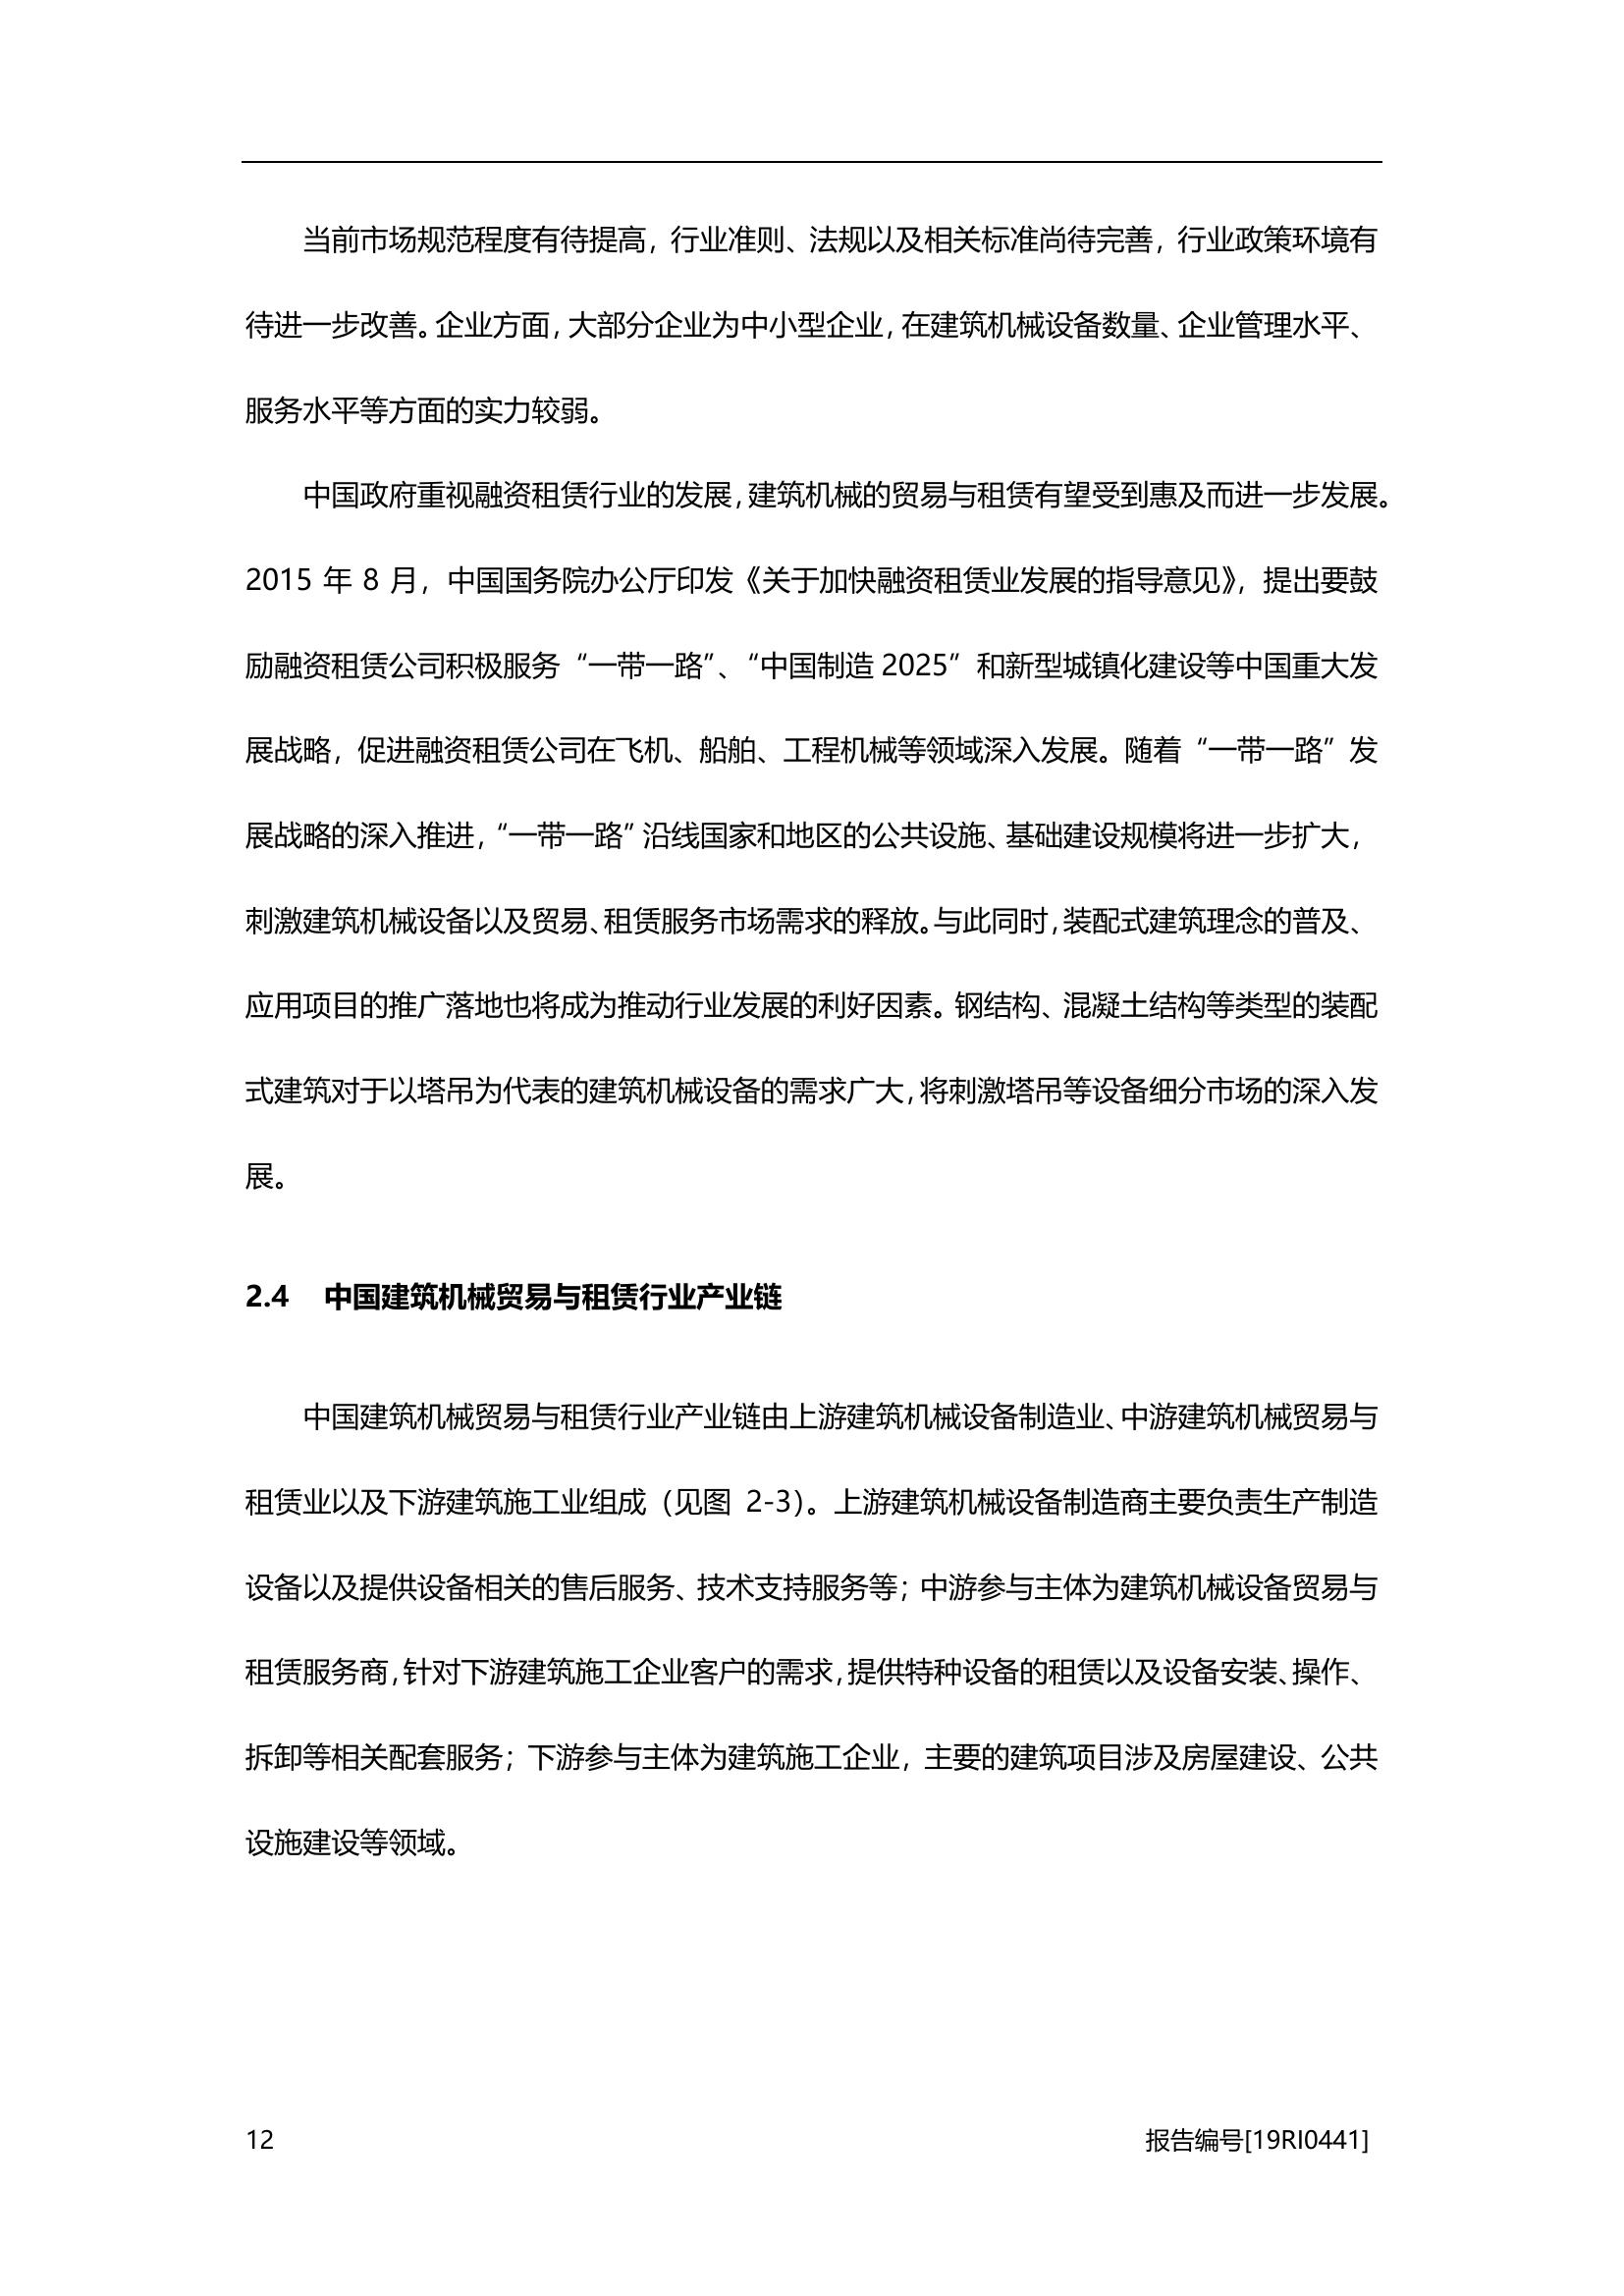 当前市场规范程度有待提高，行业准则、法规以及相关标准尚待完善，行业政策环境有
待进一步改善。企业方面，大部分企业为中小型企业，在建筑机械设备数量、企业管理水平、
服务水平等方面的实力较弱。
中国政府重视融资租赁行业的发展，建筑机械的贸易与租赁有望受到惠及而进一步发展。
2015 年 8 月，中国国务院办公厅印发《关于加快融资租赁业发展的指导意见》，提出要鼓
励融资租赁公司积极服务“一带一路”、“中国制造 2025”和新型城镇化建设等中国重大发
展战略，促进融资租赁公司在飞机、船舶、工程机械等领域深入发展。随着“一带一路”发
展战略的深入推进，“一带一路”沿线国家和地区的公共设施、基础建设规模将进一步扩大，
刺激建筑机械设备以及贸易、租赁服务市场需求的释放。与此同时，装配式建筑理念的普及、
应用项目的推广落地也将成为推动行业发展的利好因素。钢结构、混凝土结构等类型的装配
式建筑对于以塔吊为代表的建筑机械设备的需求广大，将刺激塔吊等设备细分市场的深入发
展。
2.4 中国建筑机械贸易与租赁行业产业链
中国建筑机械贸易与租赁行业产业链由上游建筑机械设备制造业、中游建筑机械贸易与
租赁业以及下游建筑施工业组成（见图 2-3）。上游建筑机械设备制造商主要负责生产制造
设备以及提供设备相关的售后服务、技术支持服务等；中游参与主体为建筑机械设备贸易与
租赁服务商，针对下游建筑施工企业客户的需求，提供特种设备的租赁以及设备安装、操作、
拆卸等相关配套服务；下游参与主体为建筑施工企业，主要的建筑项目涉及房屋建设、公共
设施建设等领域。
12 报告编号[19RI0441]